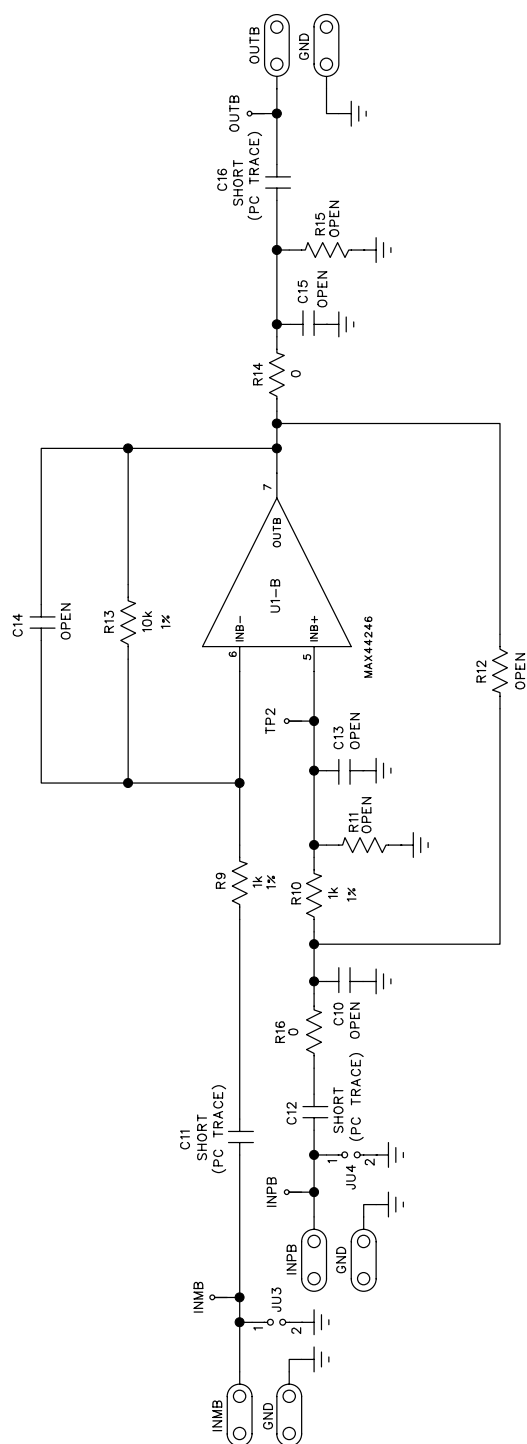 INMB
GND
INMB
JU3
1
2
C11
SHORT
(PC TRACE)
R9
1k
1%
C14
OPEN
R13
10k
1%
INPB
GND
INPB
JU4
1
2
C12
SHORT
(PC TRACE)
R16
0
C10
OPEN
R10
1k
1%
R11
OPEN
C13
OPEN
TP2
6
5
INB-
INB+
U1-B
OUTB
7
MAX44246
R12
OPEN
R14
0
C15
OPEN
R15
OPEN
C16
SHORT
(PC TRACE)
OUTB
OUTB
GND